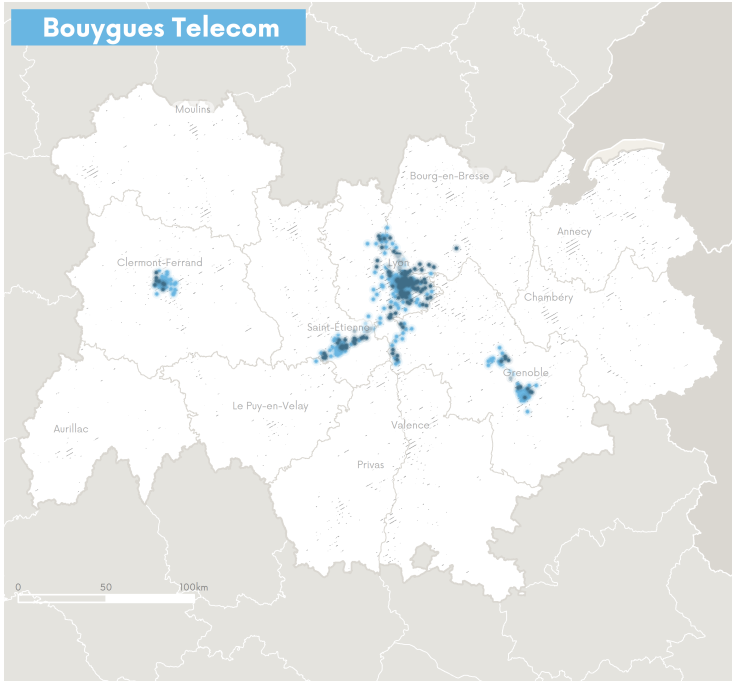 Bouygues Telecom
Moulins
Bourg-en-Bresse
Annecy
Clermont-Ferrand
Lyon
Chambéry
Saint-Étienne
Grenoble
Le Puy-en-Velay
Aurillac
Valence
Privas
0 50 100km